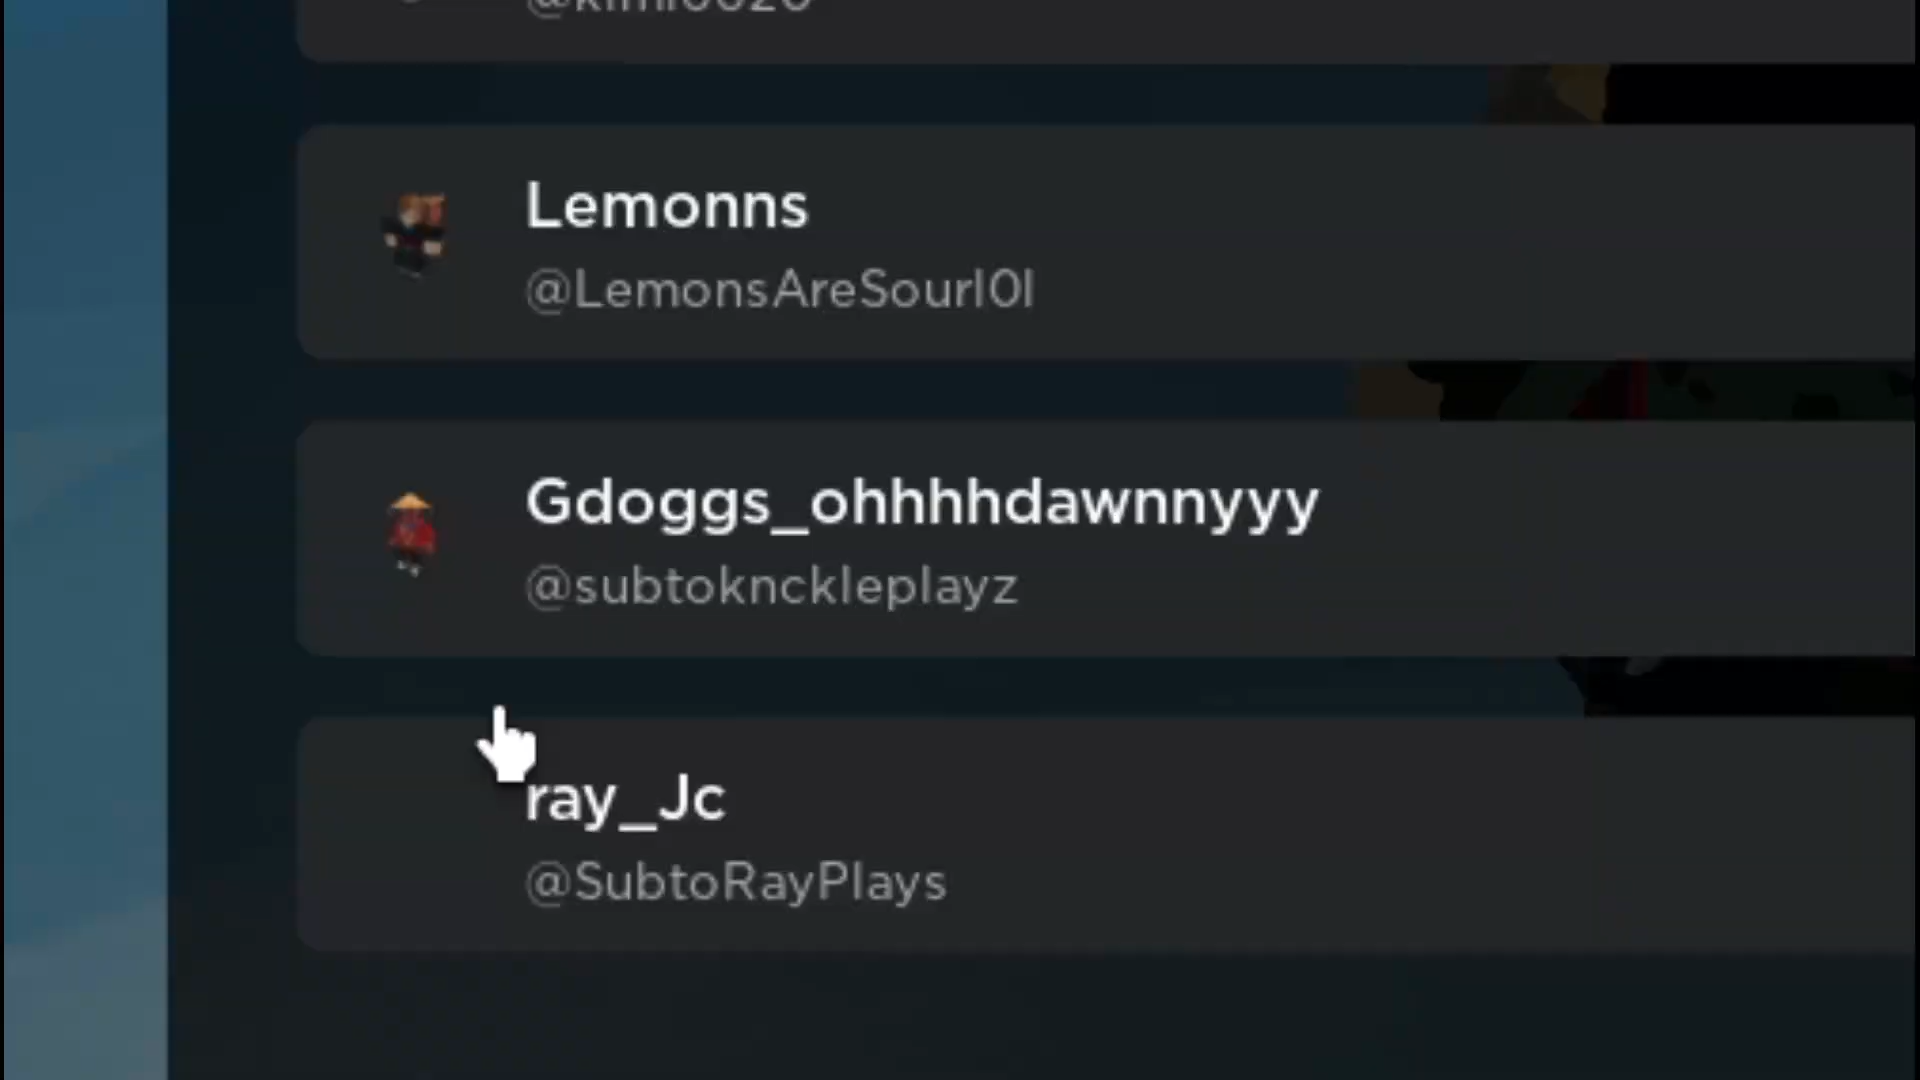 Lemonns
@LemonsAreSourl0l
Gdoggs_ohhhhdawnnyyy
@subtoknckleplayz
ray_Jc
@SubtoRayPlays